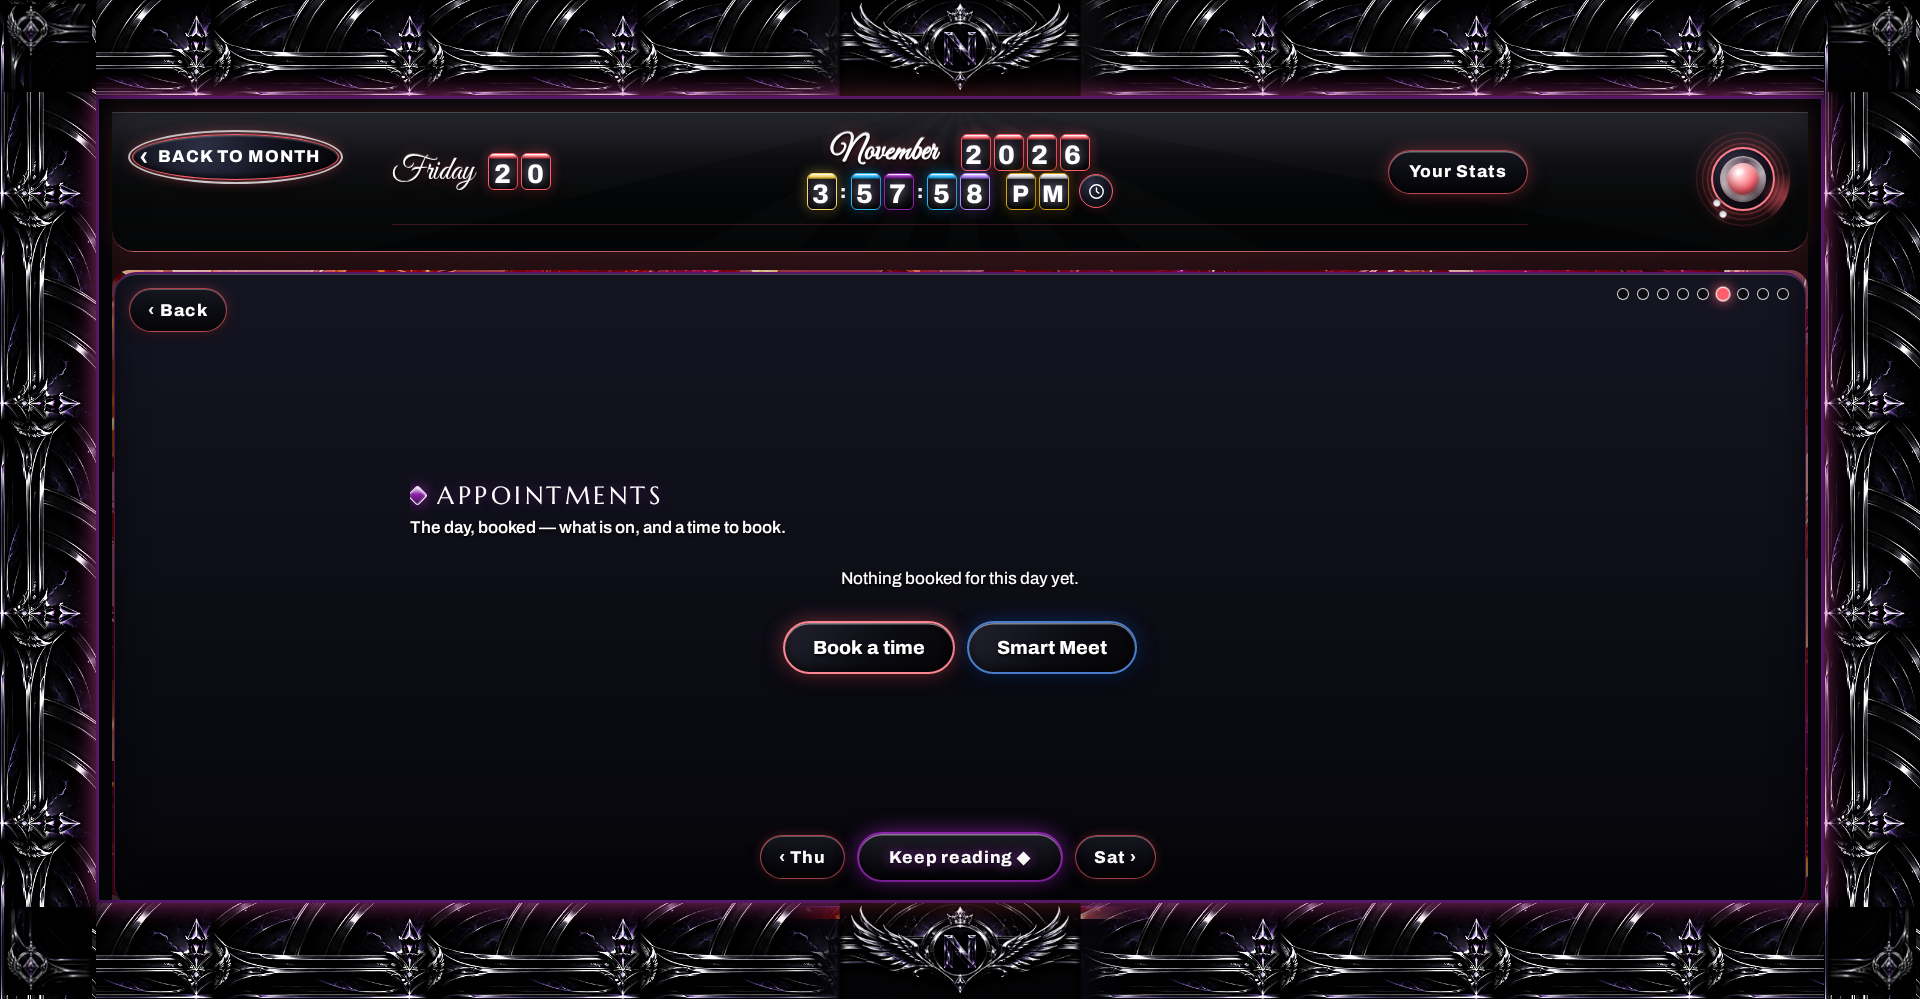 N
‹ BACK TO MONTH
Friday 20
November 2026
3:57:58 PM
Your Stats
‹ Back
APPOINTMENTS
The day, booked — what is on, and a time to book.
Nothing booked for this day yet.
Book a time
Smart Meet
‹ Thu
Keep reading ◆
Sat ›
N